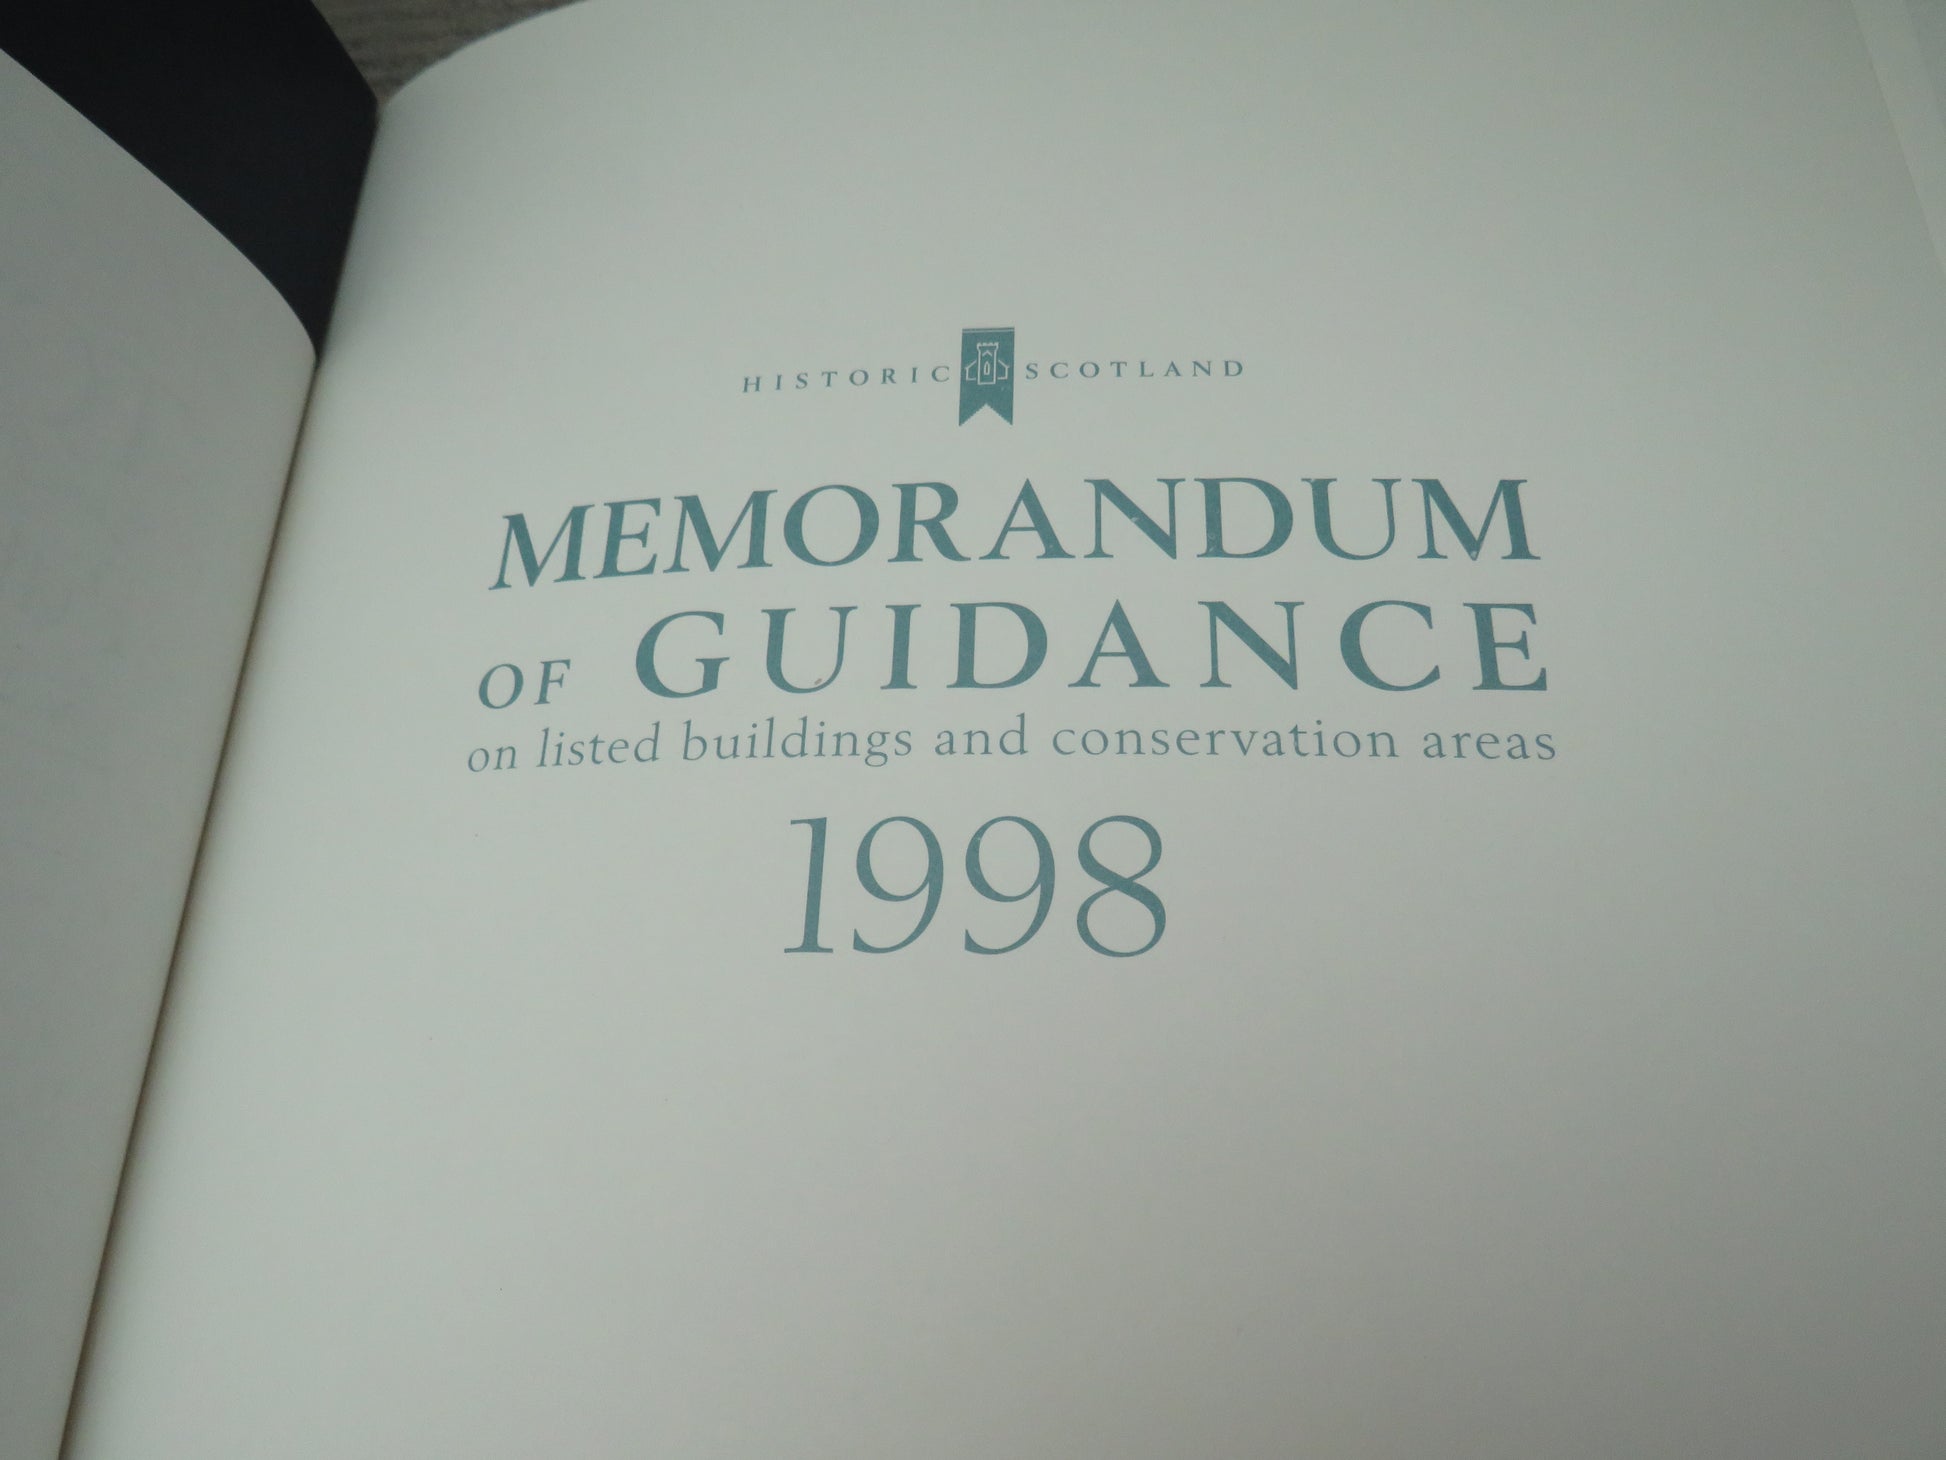 HISTORIC SCOTLAND
MEMORANDUM
OF GUIDANCE
on listed buildings and conservation areas
1998